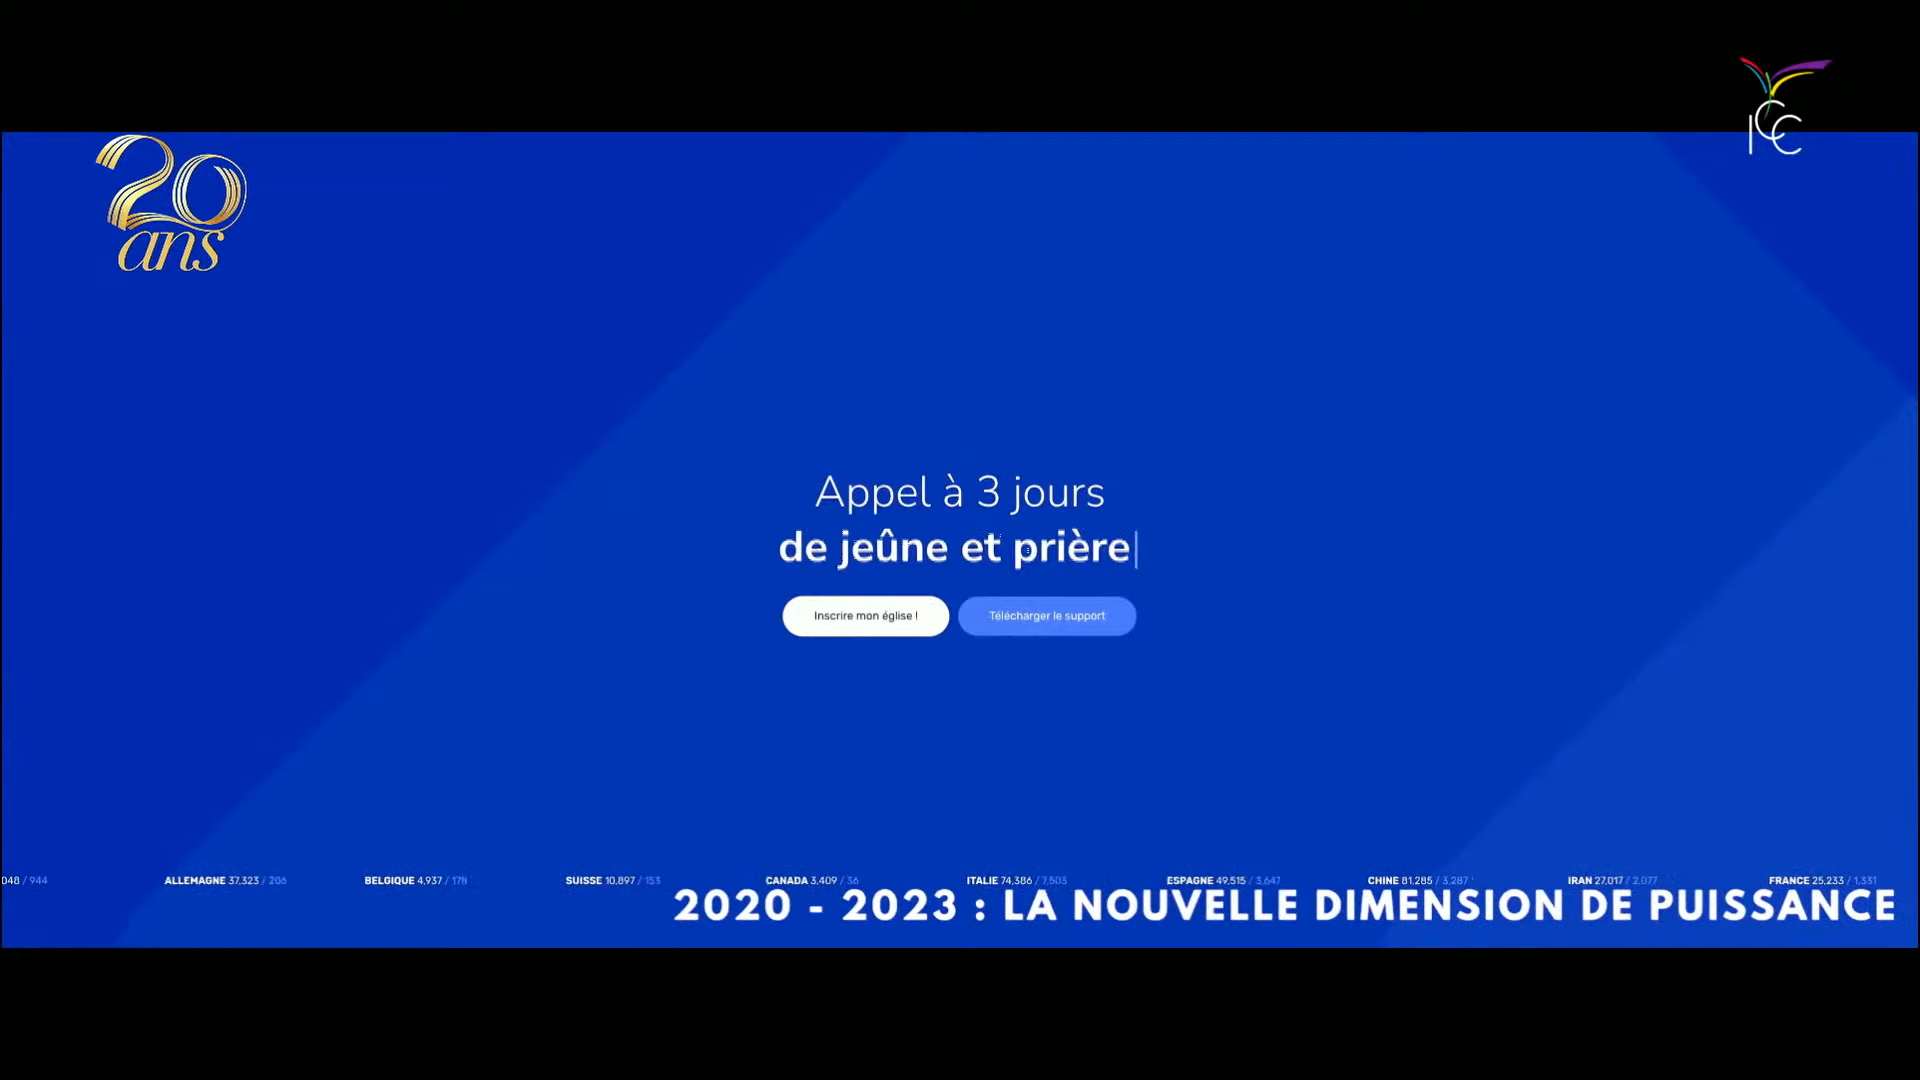 ICC
20
ans
Appel à 3 jours
de jeûne et prière
Inscrire mon église !
Télécharger le support
048 / 944 ALLEMAGNE 37,323 / 206 BELGIQUE 4,937 / 178 SUISSE 10,897 / 153 CANADA 3,409 / 36 ITALIE 74,386 / 7,503 ESPAGNE 49,515 / 3,647 CHINE 81,285 / 3,287 IRAN 27,017 / 2,077 FRANCE 25,233 / 1,331
2020 - 2023 : LA NOUVELLE DIMENSION DE PUISSANCE